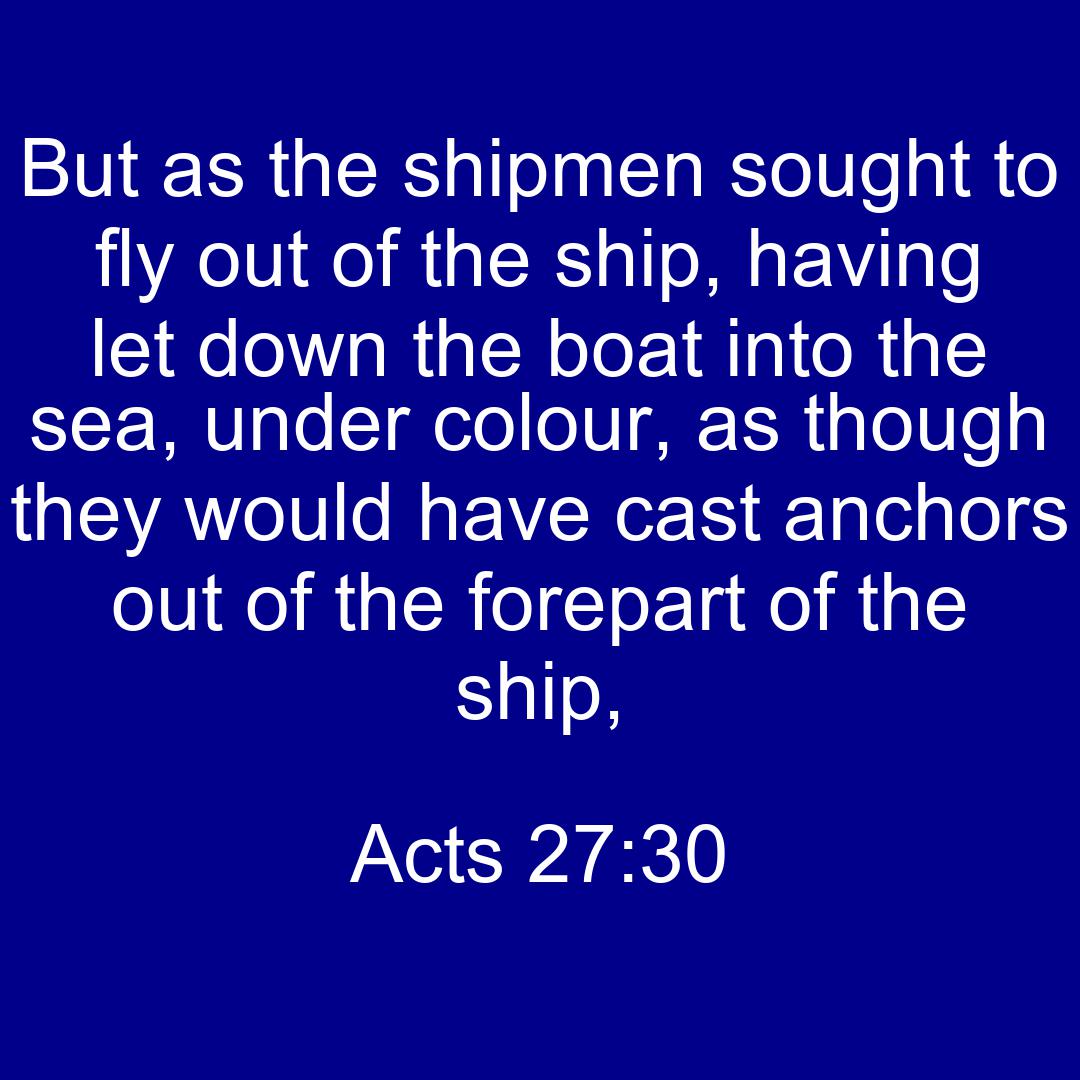 But as the shipmen sought to
fly out of the ship, having
let down the boat into the
sea, under colour, as though
they would have cast anchors
out of the forepart of the
ship,
Acts 27:30